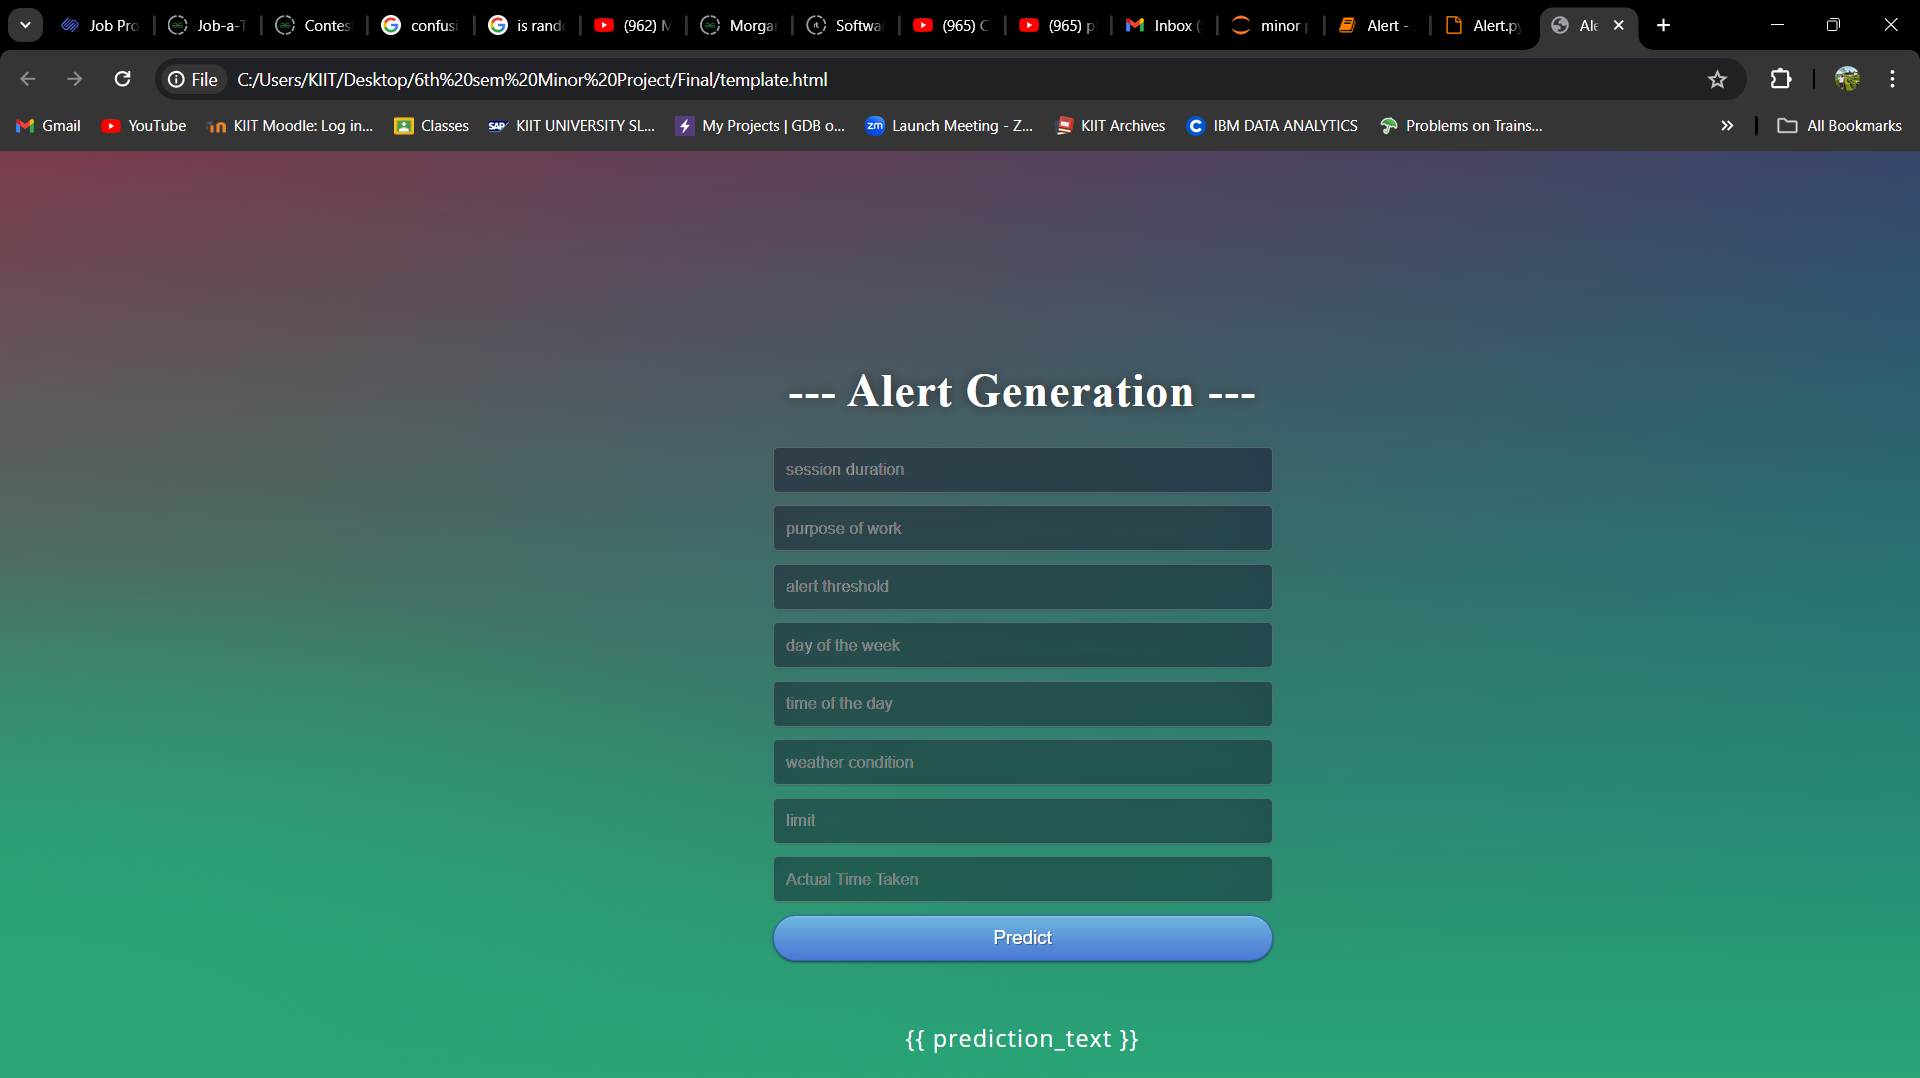 Job Pro
Job-a-T
Contes
confusi
is rand
(962) M
Morgan
Softwa
(965) C
(965) p
Inbox (
minor p
Alert -
Alert.py
Ale
File
C:/Users/KIIT/Desktop/6th%20sem%20Minor%20Project/Final/template.html
Gmail
YouTube
KIIT Moodle: Log in...
Classes
KIIT UNIVERSITY SL...
My Projects | GDB o...
Launch Meeting - Z...
KIIT Archives
IBM DATA ANALYTICS
Problems on Trains...
All Bookmarks
--- Alert Generation ---
session duration
purpose of work
alert threshold
day of the week
time of the day
weather condition
limit
Actual Time Taken
Predict
{{ prediction_text }}